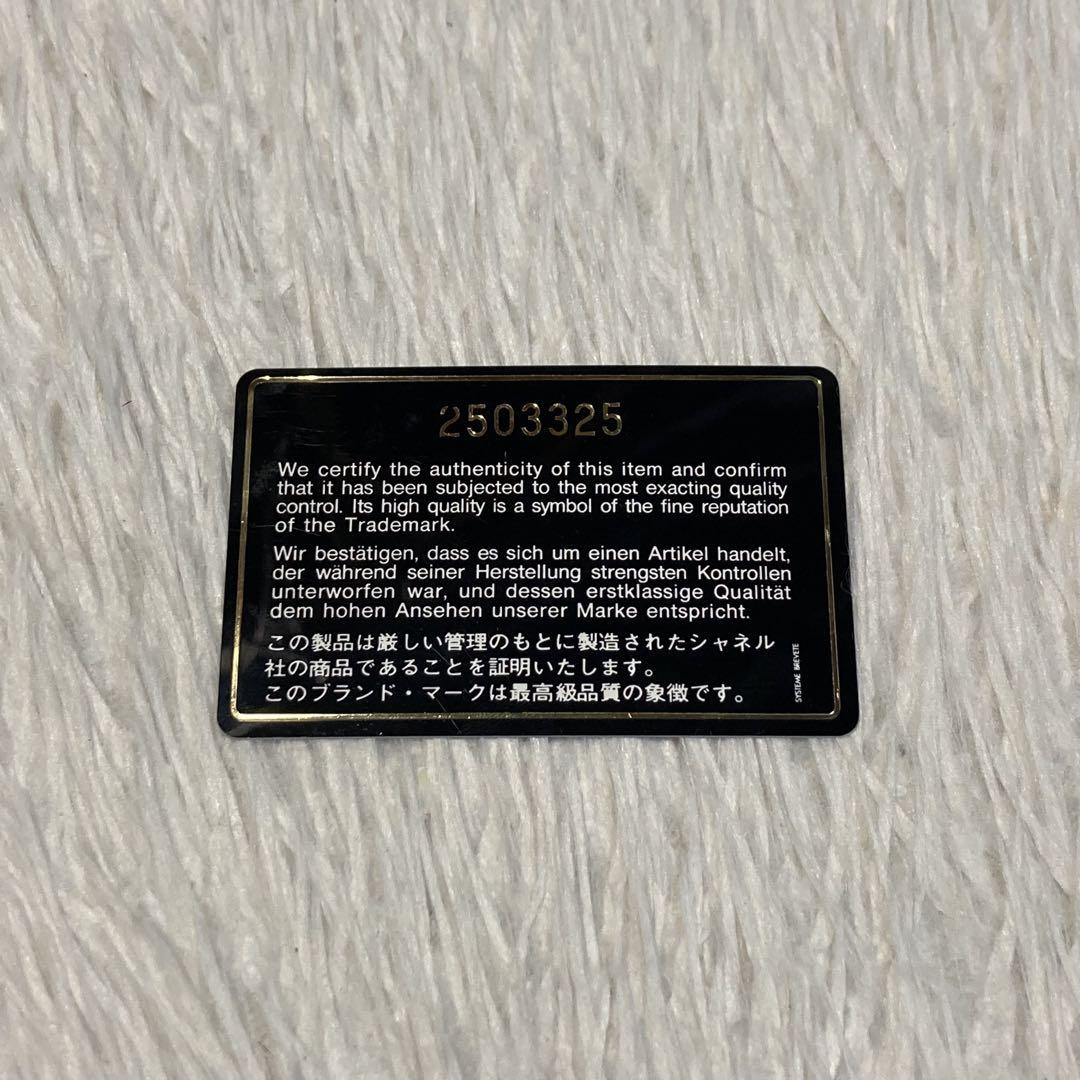 2503325
We certify the authenticity of this item and confirm
that it has been subjected to the most exacting quality
control. Its high quality is a symbol of the fine reputation
of the Trademark.
Wir bestätigen, dass es sich um einen Artikel handelt,
der während seiner Herstellung strengsten Kontrollen
unterworfen war, und dessen erstklassige Qualität
dem hohen Ansehen unserer Marke entspricht.
この製品は厳しい管理のもとに製造されたシャネル
社の商品であることを証明いたします。
このブランド・マークは最高級品質の象徴です。
SYSTEME BREVETE